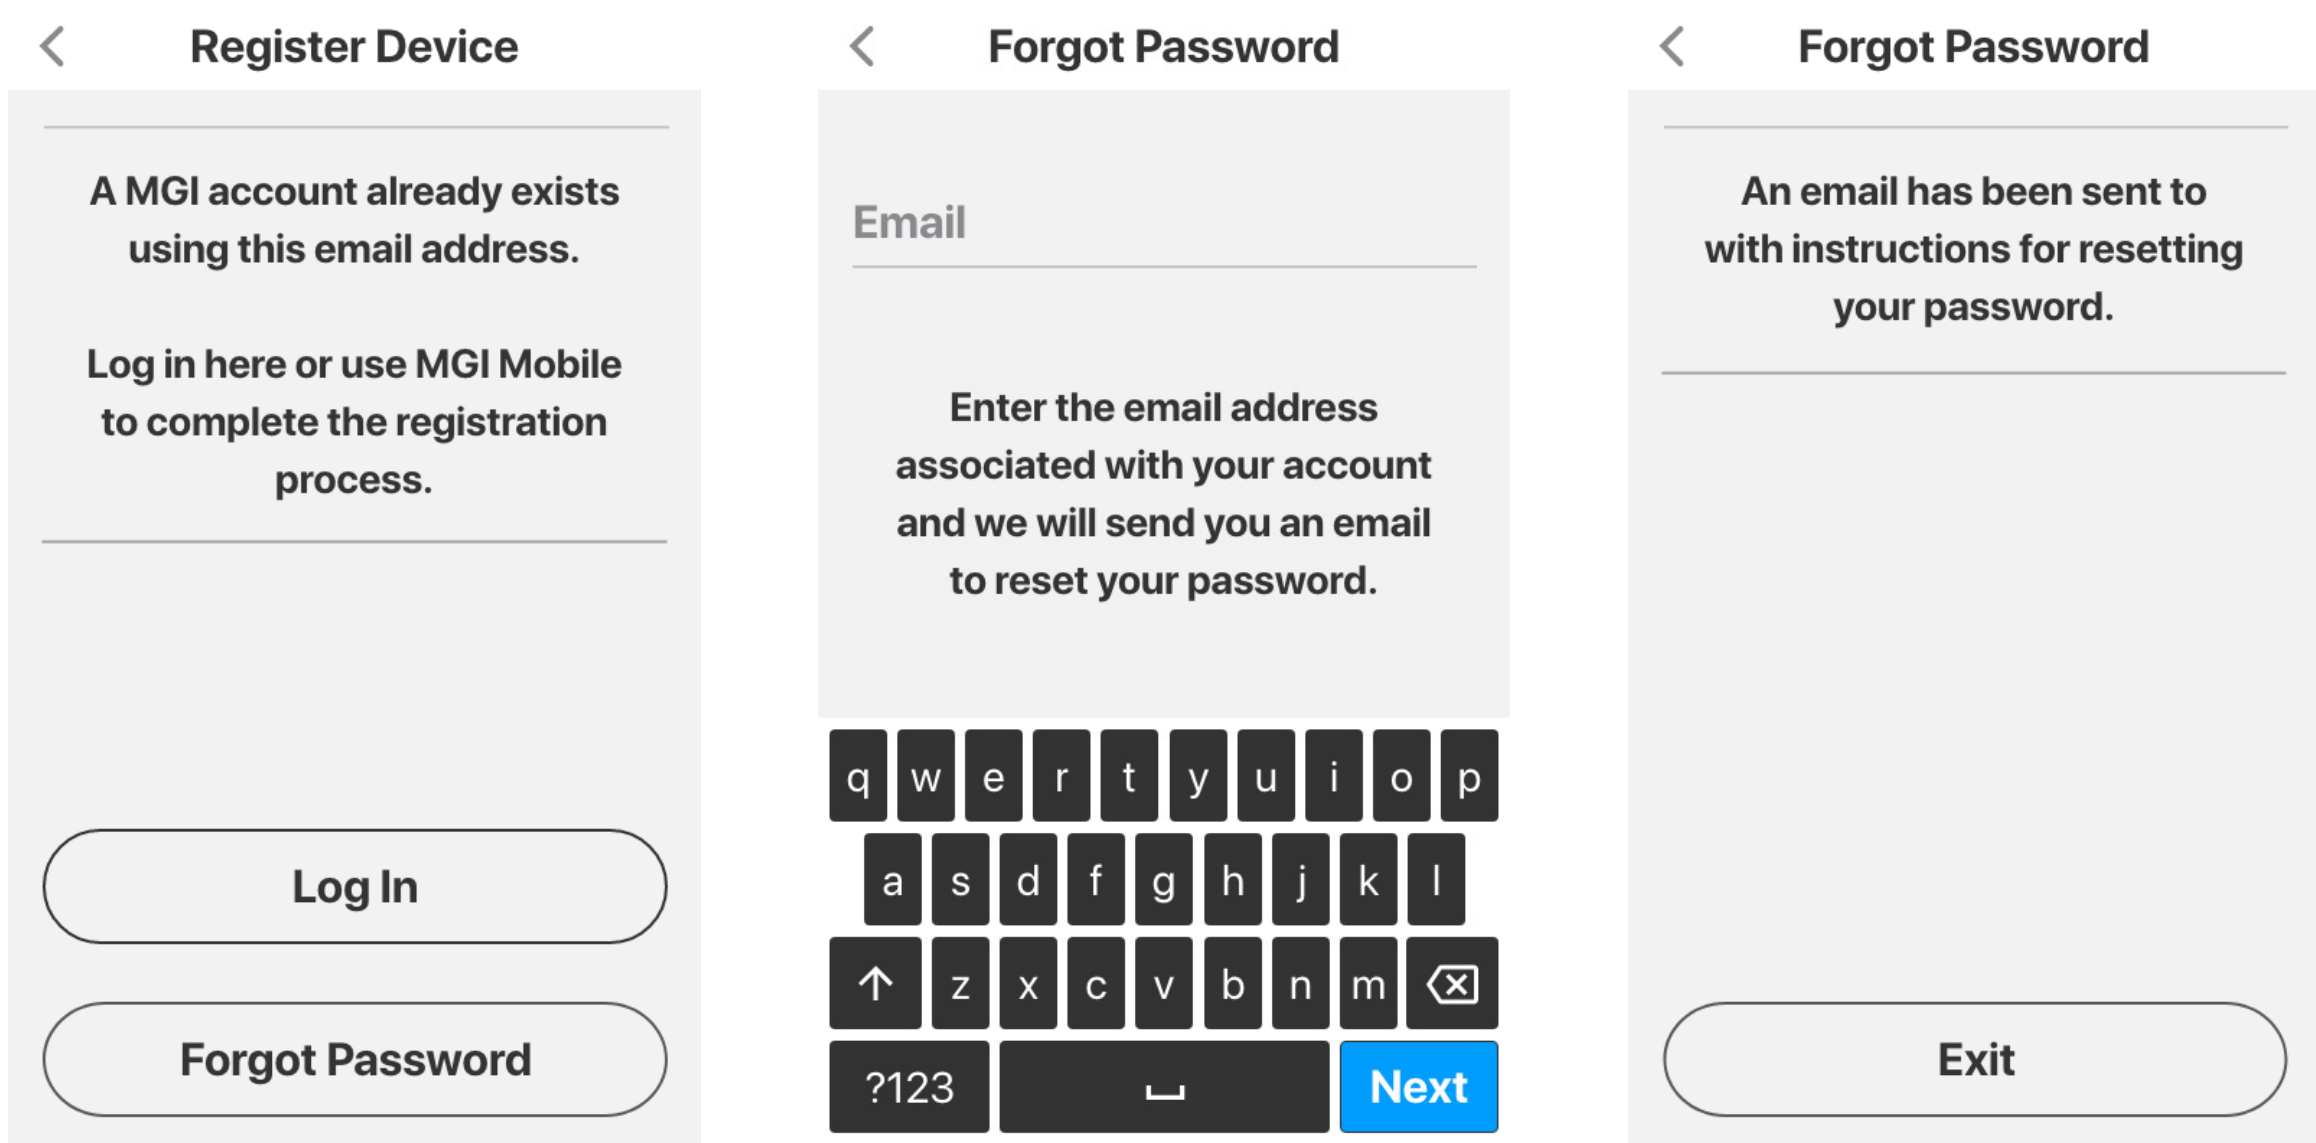 Register Device
A MGI account already exists
using this email address.
Log in here or use MGI Mobile
to complete the registration
process.
Log In
Forgot Password
Forgot Password
Email
Enter the email address
associated with your account
and we will send you an email
to reset your password.
q w e r t y u i o p
a s d f g h j k l
z x c v b n m
?123 Next
Forgot Password
An email has been sent to
with instructions for resetting
your password.
Exit